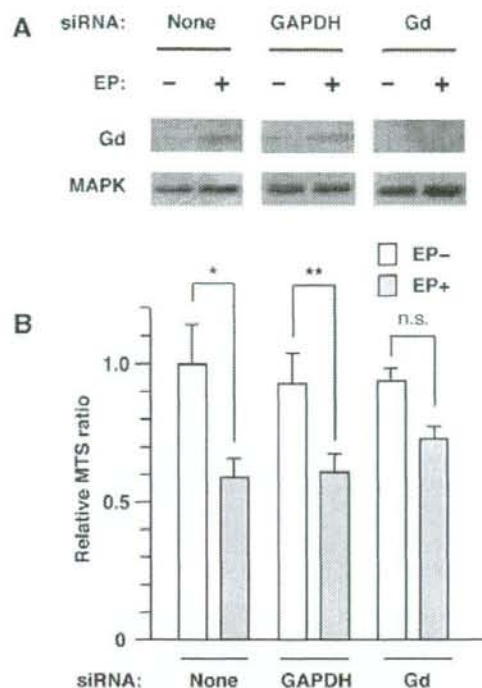 A
siRNA: None GAPDH Gd
EP: − + − + − +
Gd
MAPK
EP−
EP+
B
* ** n.s.
Relative MTS ratio
1.0
0.5
0
siRNA: None GAPDH Gd